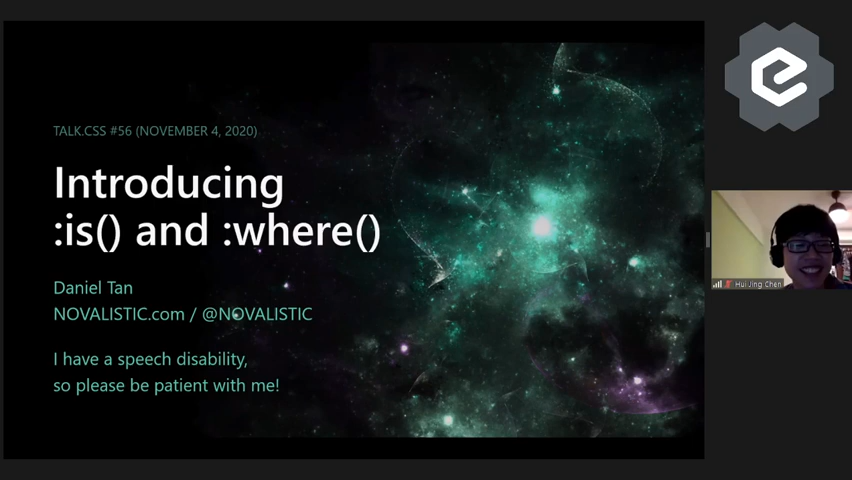 TALK.CSS #56 (NOVEMBER 4, 2020)
Introducing
:is() and :where()
Daniel Tan
NOVALISTIC.com / @NOVALISTIC
I have a speech disability,
so please be patient with me!
Hui Jing Chen